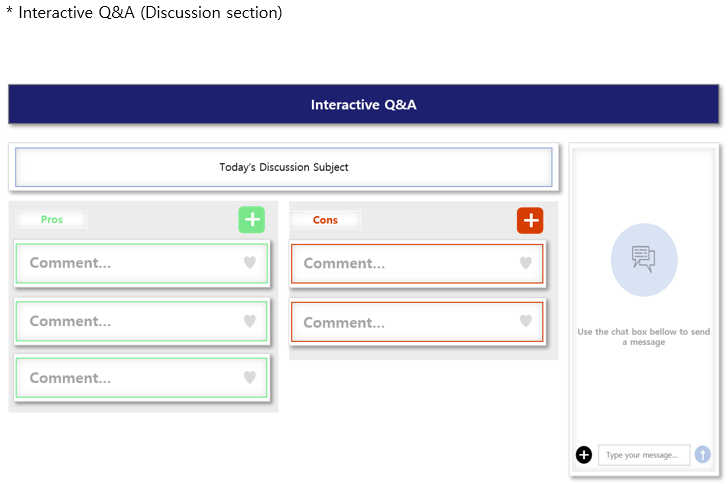 * Interactive Q&A (Discussion section)
Interactive Q&A
Today's Discussion Subject
Pros
Comment...
Comment...
Comment...
Cons
Comment...
Comment...
Use the chat box bellow to send
a message
Type your message...